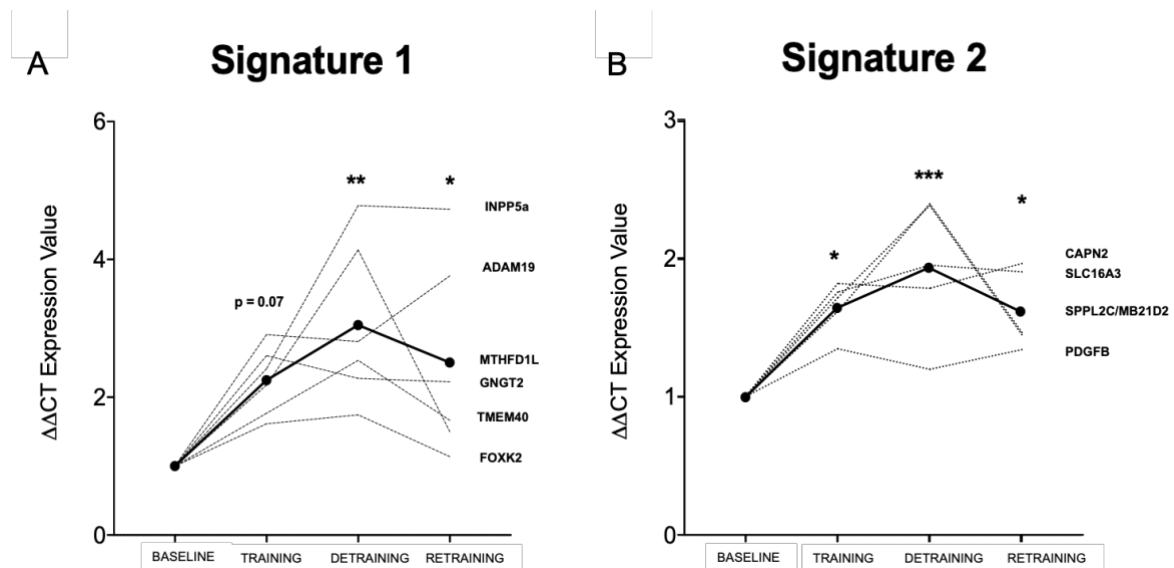 A
Signature 1
ΔΔCT Expression Value
6
4
2
0
p = 0.07
**
*
INPP5a
ADAM19
MTHFD1L
GNGT2
TMEM40
FOXK2
BASELINE TRAINING DETRAINING RETRAINING
B
Signature 2
ΔΔCT Expression Value
3
2
1
0
*
***
*
CAPN2
SLC16A3
SPPL2C/MB21D2
PDGFB
BASELINE TRAINING DETRAINING RETRAINING